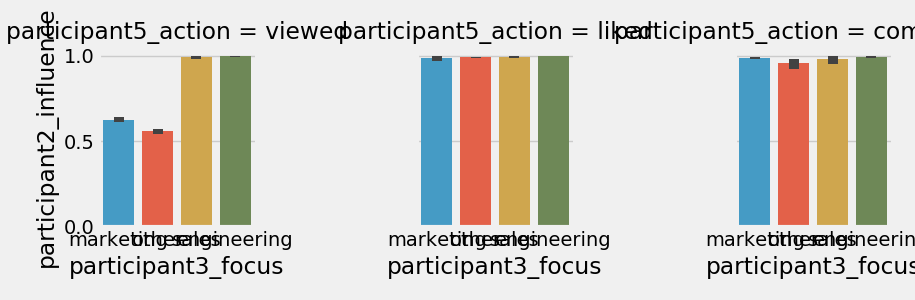 participant5_action = viewed
participant5_action = liked
participant5_action = com
participant2_influence
1.0
0.5
0.0
marketing other sales engineering
marketing other sales engineering
marketing other sales engineerin
participant3_focus
participant3_focus
participant3_focus